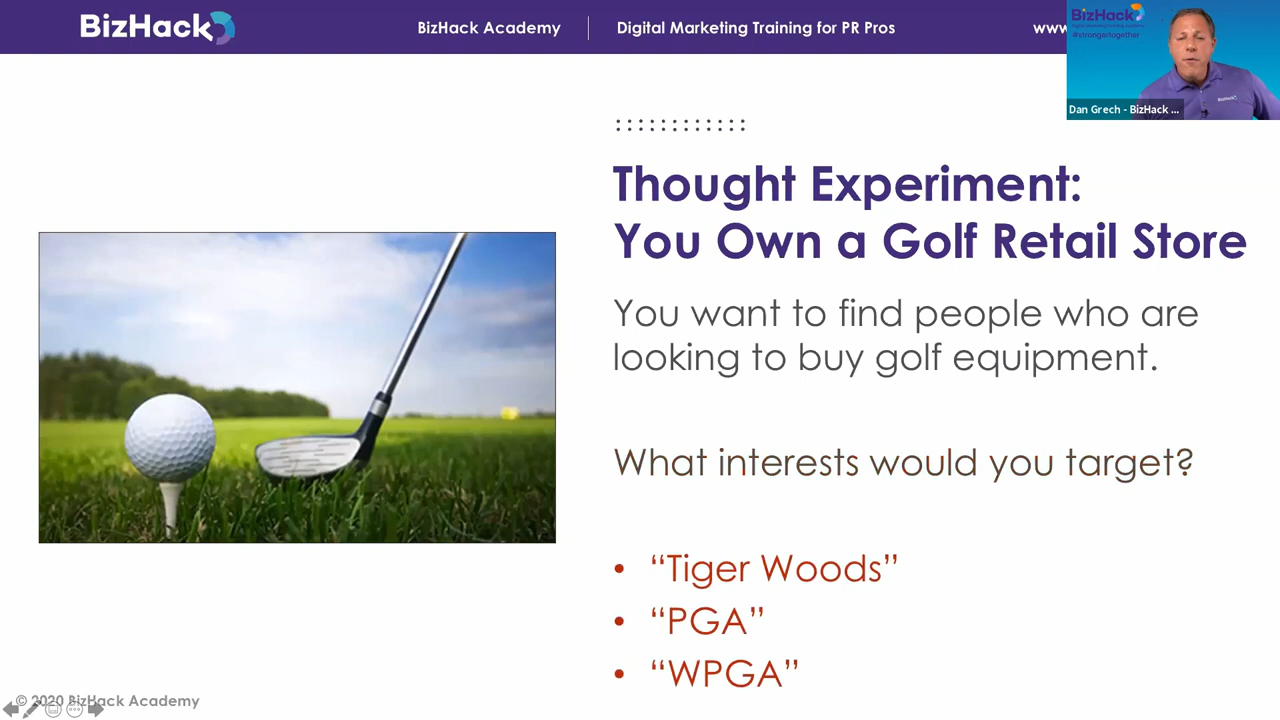 BizHack
BizHack Academy
Digital Marketing Training for PR Pros
www
BizHack
#strongertogether
BizHack
Dan Grech - BizHack ...
Thought Experiment:
You Own a Golf Retail Store
You want to find people who are
looking to buy golf equipment.
What interests would you target?
• “Tiger Woods”
• “PGA”
• “WPGA”
© 2020 BizHack Academy